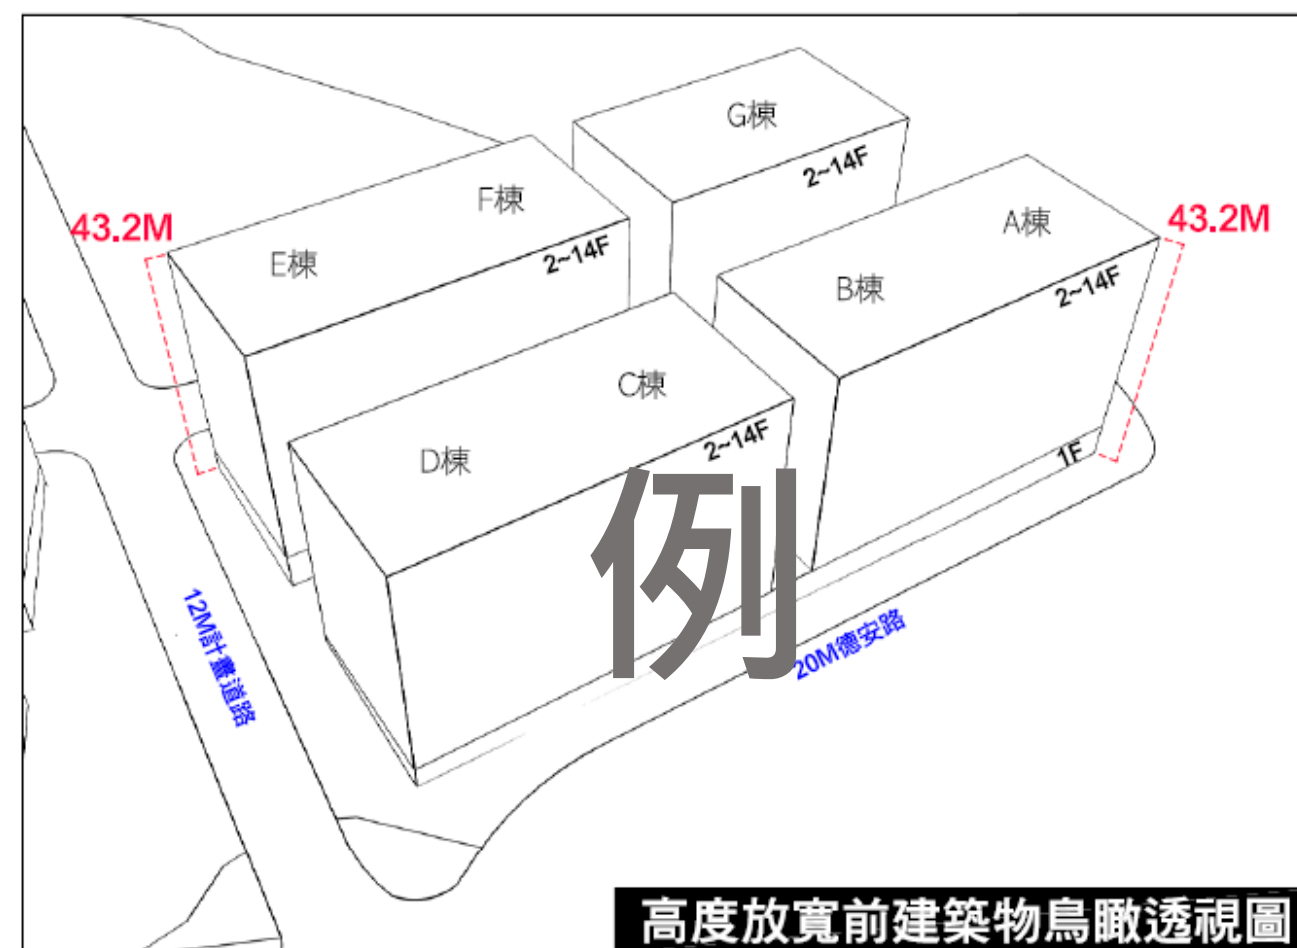 G棟
2~14F
F棟
43.2M
2~14F
E棟
A棟
43.2M
B棟
2~14F
C棟
2~14F
D棟
1F
例
12M計畫道路
20M德安路
高度放寬前建築物鳥瞰透視圖